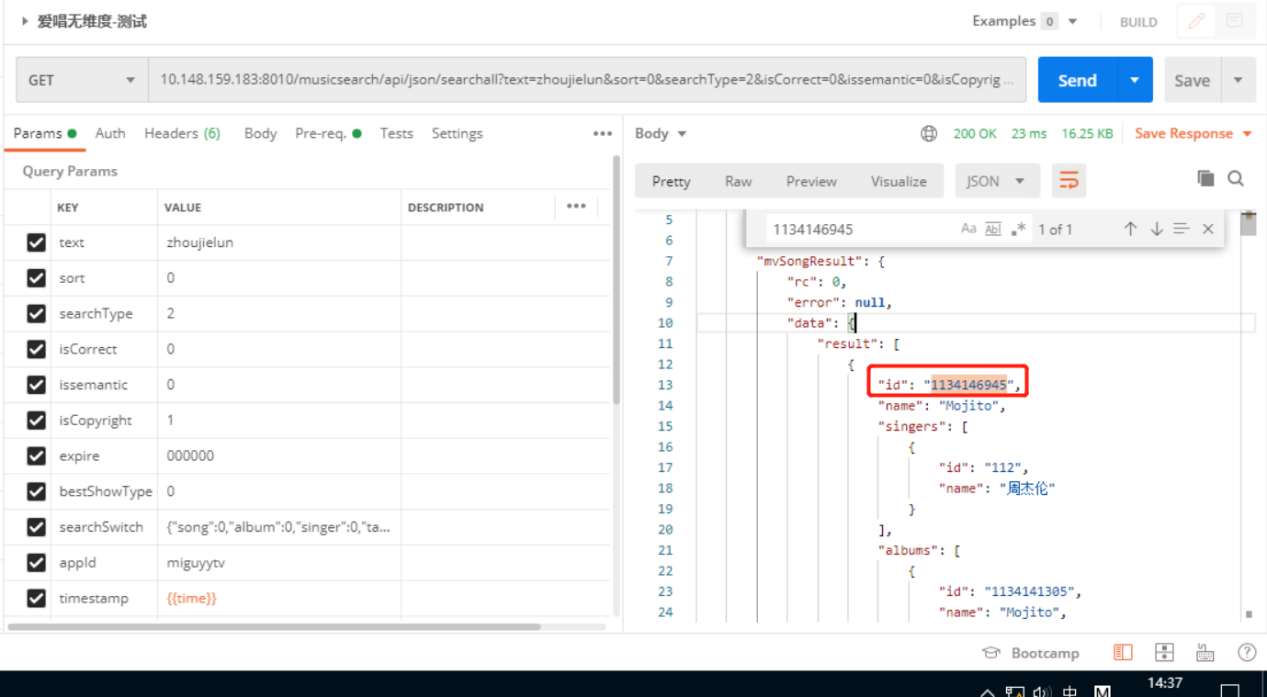 爱唱无维度-测试
Examples 0 BUILD
GET 10.148.159.183:8010/musicsearch/api/json/searchall?text=zhoujielun&sort=0&searchType=2&isCorrect=0&issemantic=0&isCopyrig ... Send Save
Params Auth Headers (6) Body Pre-req. Tests Settings
Query Params
KEY VALUE DESCRIPTION
text zhoujielun
sort 0
searchType 2
isCorrect 0
issemantic 0
isCopyright 1
expire 000000
bestShowType 0
searchSwitch {"song":0,"album":0,"singer":0,"ta...
appId miguyytv
timestamp {{time}}
Body 200 OK 23 ms 16.25 KB Save Response
Pretty Raw Preview Visualize JSON
1134146945 Aa Abl .* 1 of 1
5
6
7 "mvSongResult": {
8 "rc": 0,
9 "error": null,
10 "data": {
11 "result": [
12 {
13 "id": "1134146945",
14 "name": "Mojito",
15 "singers": [
16 {
17 "id": "112",
18 "name": "周杰伦"
19 }
20 ],
21 "albums": [
22 {
23 "id": "1134141305",
24 "name": "Mojito",
Bootcamp
中 M 14:37